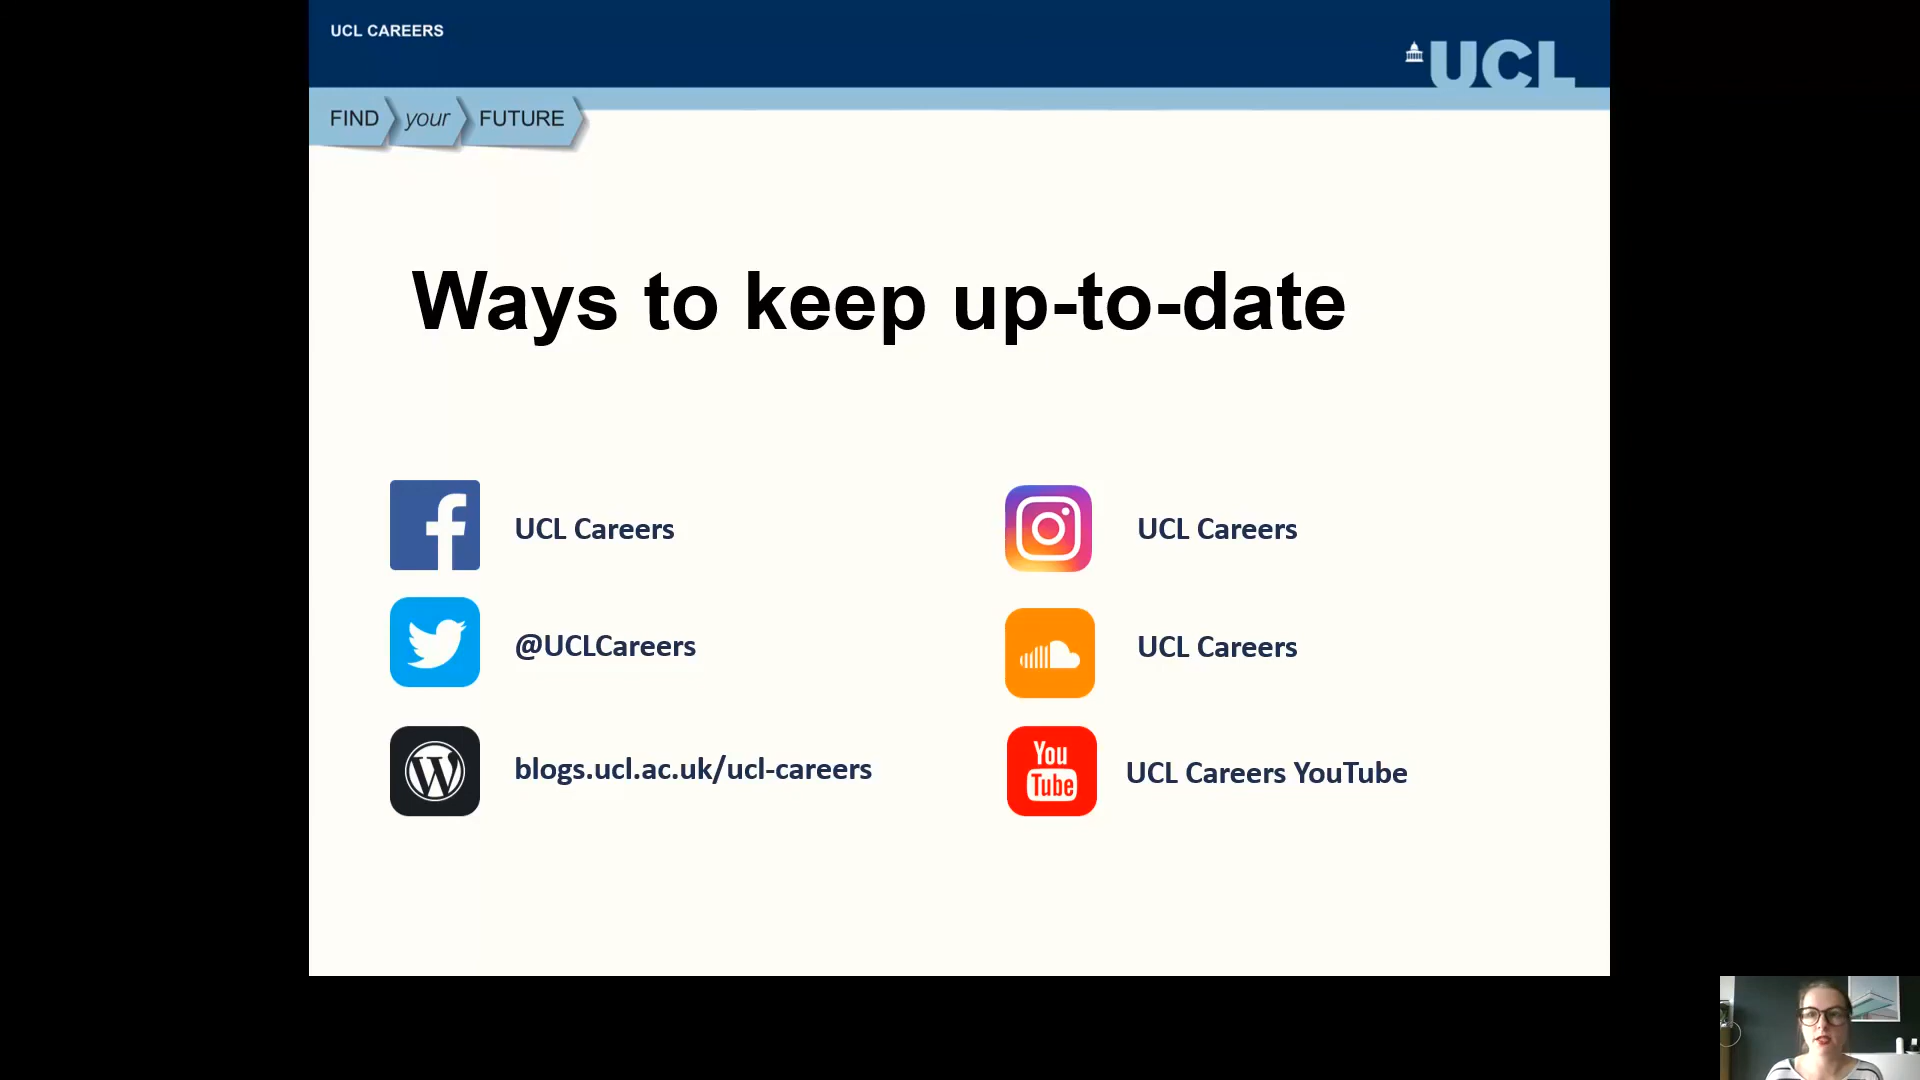 UCL CAREERS
UCL
FIND your FUTURE
Ways to keep up-to-date
UCL Careers
UCL Careers
@UCLCareers
UCL Careers
blogs.ucl.ac.uk/ucl-careers
You
Tube
UCL Careers YouTube